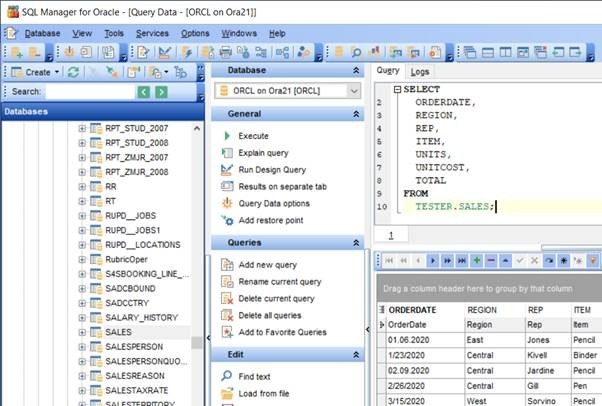 SQL Manager for Oracle - [Query Data - [ORCL on Ora21]]
Database View Tools Services Options Windows Help
Create
Search:
Databases
RPT_STUD_2007
RPT_STUD_2008
RPT_ZMJR_2007
RPT_ZMJR_2008
RR
RT
RUPD__JOBS
RUPD__JOBS1
RUPD__LOCATIONS
RubricOper
S4SBOOKING_LINE_...
SADCBOUND
SADCCTRY
SALARY_HISTORY
SALES
SALESPERSON
SALESPERSONQUO...
SALESREASON
SALESTAXRATE
SALESTERRITORY
Database
ORCL on Ora21 [ORCL]
General
Execute
Explain query
Run Design Query
Results on separate tab
Query Data options
Add restore point
Queries
Add new query
Rename current query
Delete current query
Delete all queries
Add to Favorite Queries
Edit
Find text
Load from file
Query Logs
SELECT
2 ORDERDATE,
3 REGION,
4 REP,
5 ITEM,
6 UNITS,
7 UNITCOST,
8 TOTAL
9 FROM
10 TESTER.SALES;
1
Drag a column header here to group by that column
ORDERDATE REGION REP ITEM
OrderDate Region Rep Item
01.06.2020 East Jones Pencil
1/23/2020 Central Kivell Binder
02.09.2020 Central Jardine Pencil
2/26/2020 Central Gill Pen
3/15/2020 West Sorvino Pencil